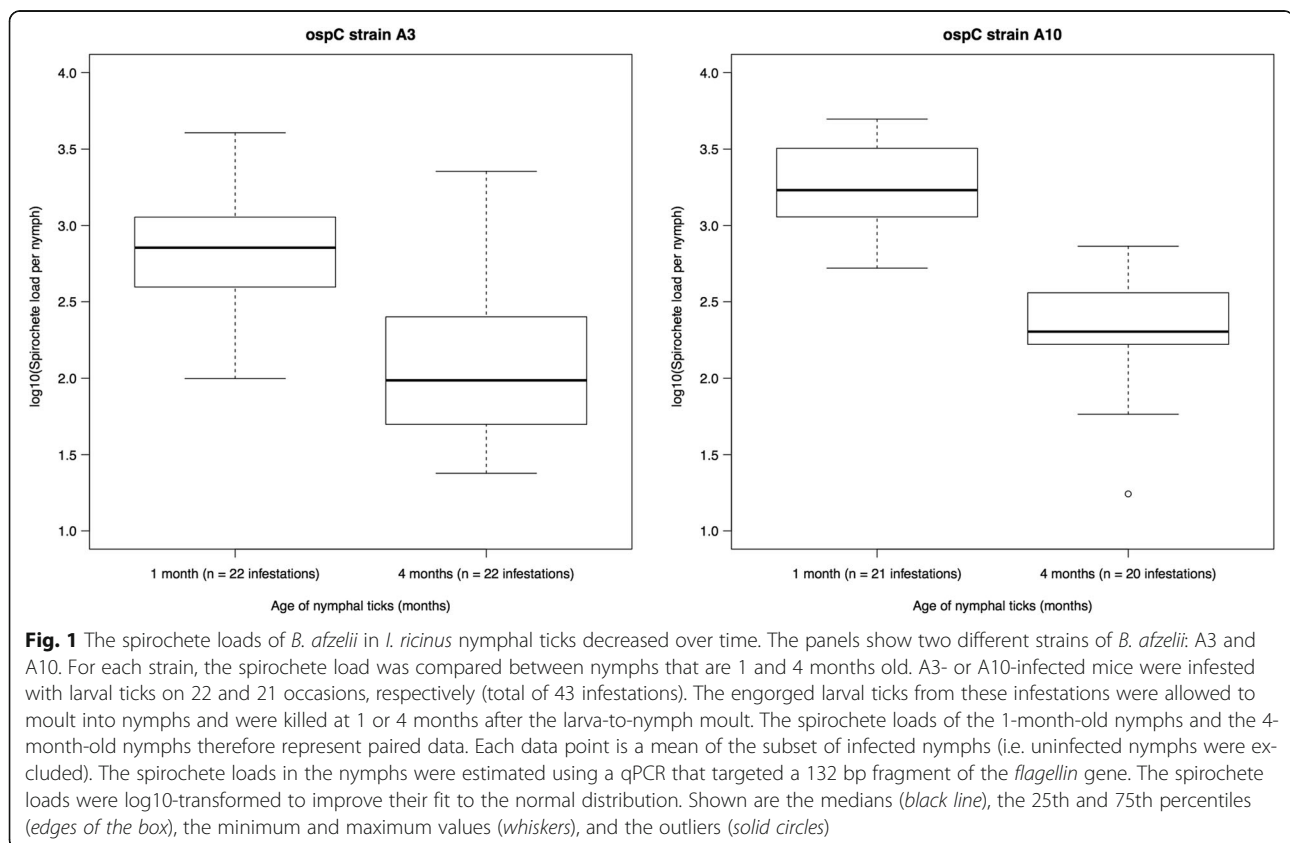 ospC strain A3
log10(Spirochete load per nymph)
4.0
3.5
3.0
2.5
2.0
1.5
1.0
1 month (n = 22 infestations)
4 months (n = 22 infestations)
Age of nymphal ticks (months)
ospC strain A10
log10(Spirochete load per nymph)
4.0
3.5
3.0
2.5
2.0
1.5
1.0
1 month (n = 21 infestations)
4 months (n = 20 infestations)
Age of nymphal ticks (months)
Fig. 1 The spirochete loads of B. afzelii in I. ricinus nymphal ticks decreased over time. The panels show two different strains of B. afzelii: A3 and
A10. For each strain, the spirochete load was compared between nymphs that are 1 and 4 months old. A3- or A10-infected mice were infested
with larval ticks on 22 and 21 occasions, respectively (total of 43 infestations). The engorged larval ticks from these infestations were allowed to
moult into nymphs and were killed at 1 or 4 months after the larva-to-nymph moult. The spirochete loads of the 1-month-old nymphs and the 4-
month-old nymphs therefore represent paired data. Each data point is a mean of the subset of infected nymphs (i.e. uninfected nymphs were ex-
cluded). The spirochete loads in the nymphs were estimated using a qPCR that targeted a 132 bp fragment of the flagellin gene. The spirochete
loads were log10-transformed to improve their fit to the normal distribution. Shown are the medians (black line), the 25th and 75th percentiles
(edges of the box), the minimum and maximum values (whiskers), and the outliers (solid circles)